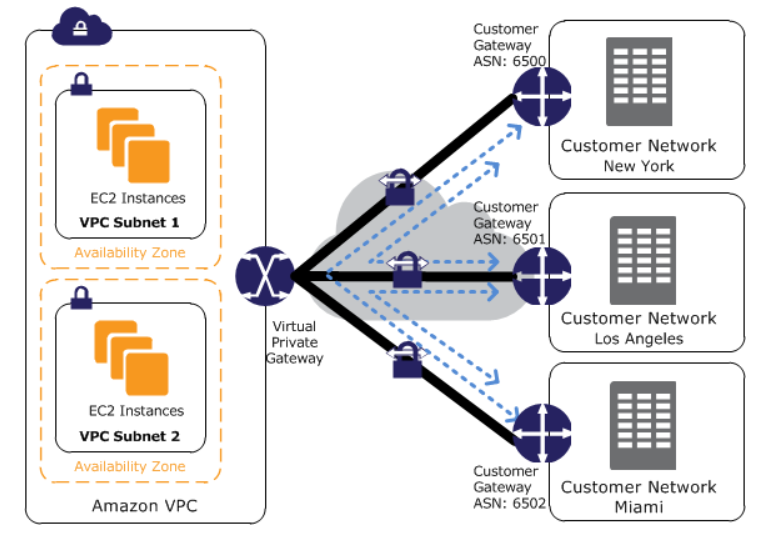 EC2 Instances
VPC Subnet 1
Availability Zone
EC2 Instances
VPC Subnet 2
Availability Zone
Amazon VPC
Virtual
Private
Gateway
Customer
Gateway
ASN: 6500
Customer Network
New York
Customer
Gateway
ASN: 6501
Customer Network
Los Angeles
Customer
Gateway
ASN: 6502
Customer Network
Miami